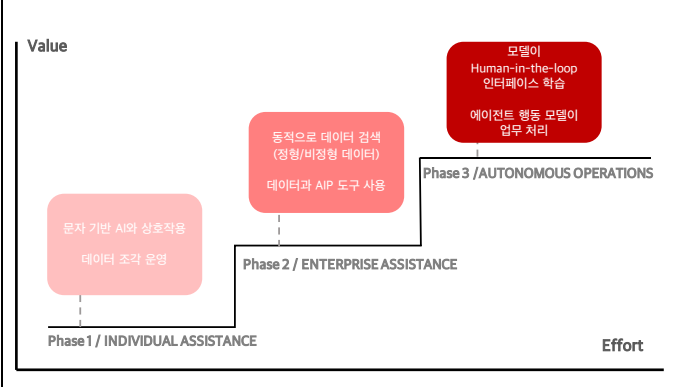 Value
모델이
Human-in-the-loop
인터페이스 학습
에이전트 행동 모델이
업무 처리
동적으로 데이터 검색
(정형/비정형 데이터)
데이터과 AIP 도구 사용
Phase 3 /AUTONOMOUS OPERATIONS
문자 기반 AI와 상호작용
데이터 조각 운영
Phase 2 / ENTERPRISE ASSISTANCE
Phase 1 / INDIVIDUAL ASSISTANCE
Effort